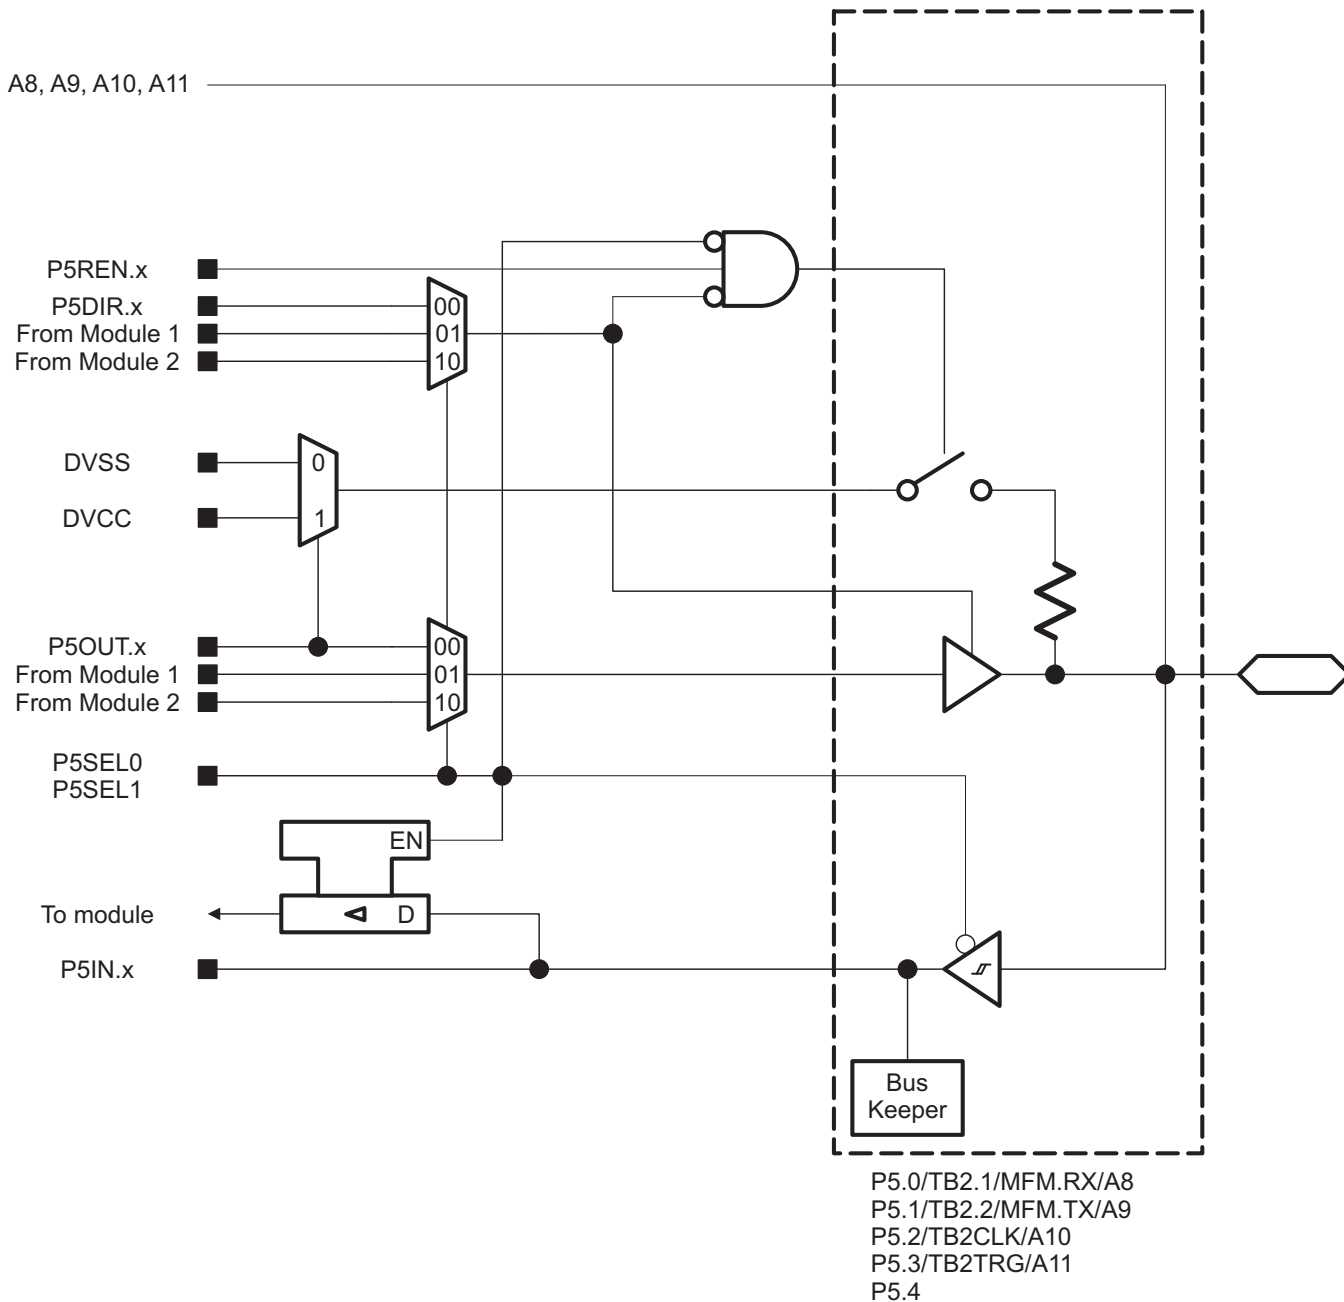 A8, A9, A10, A11
P5REN.x
P5DIR.x
From Module 1
From Module 2
00
01
10
DVSS
DVCC
0
1
P5OUT.x
From Module 1
From Module 2
00
01
10
P5SEL0
P5SEL1
EN
D
To module
P5IN.x
Bus
Keeper
P5.0/TB2.1/MFM.RX/A8
P5.1/TB2.2/MFM.TX/A9
P5.2/TB2CLK/A10
P5.3/TB2TRG/A11
P5.4